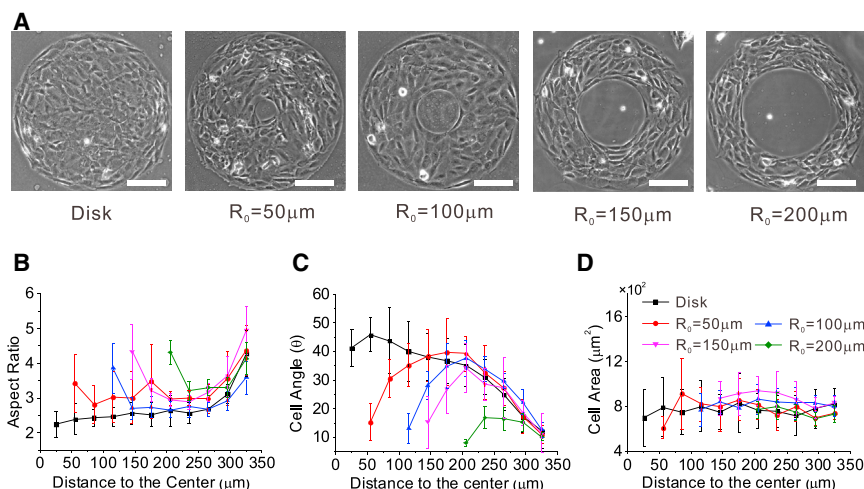 A
Disk
R₀=50μm
R₀=100μm
R₀=150μm
R₀=200μm
B
6
5
4
3
2
Aspect Ratio
0 50 100 150 200 250 300 350
Distance to the Center (μm)
C
60
50
40
30
20
10
Cell Angle (θ)
0 50 100 150 200 250 300 350
Distance to the Center (μm)
D
×10²
16
12
8
4
Cell Area (μm²)
Disk
R₀=50μm
R₀=100μm
R₀=150μm
R₀=200μm
0 50 100 150 200 250 300 350
Distance to the center (μm)